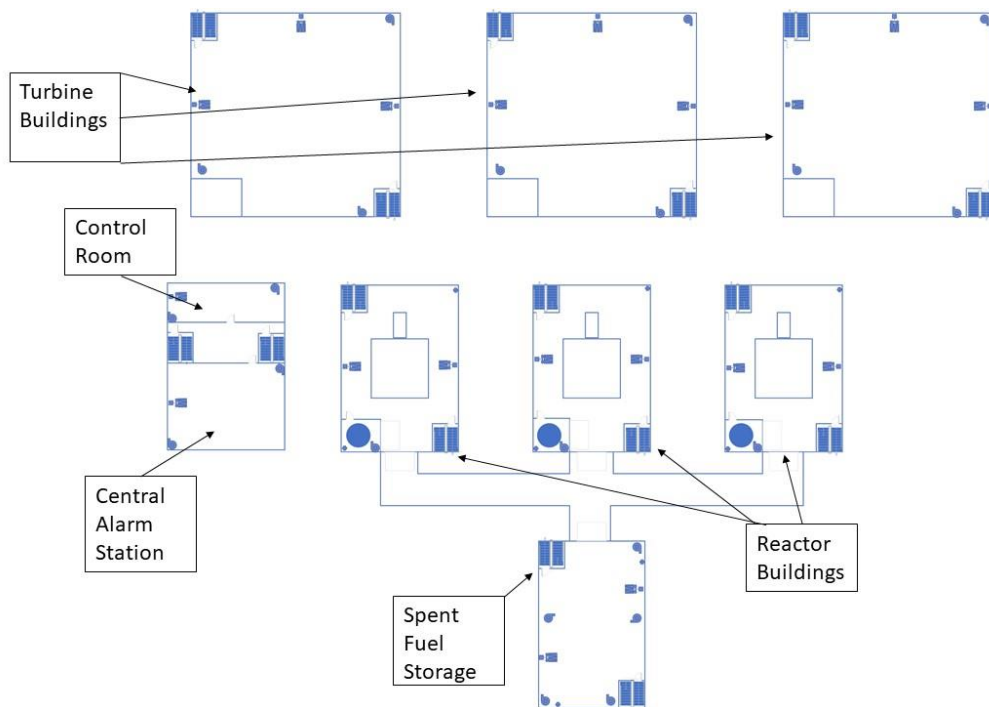 Turbine
Buildings
Control
Room
Central
Alarm
Station
Spent
Fuel
Storage
Reactor
Buildings